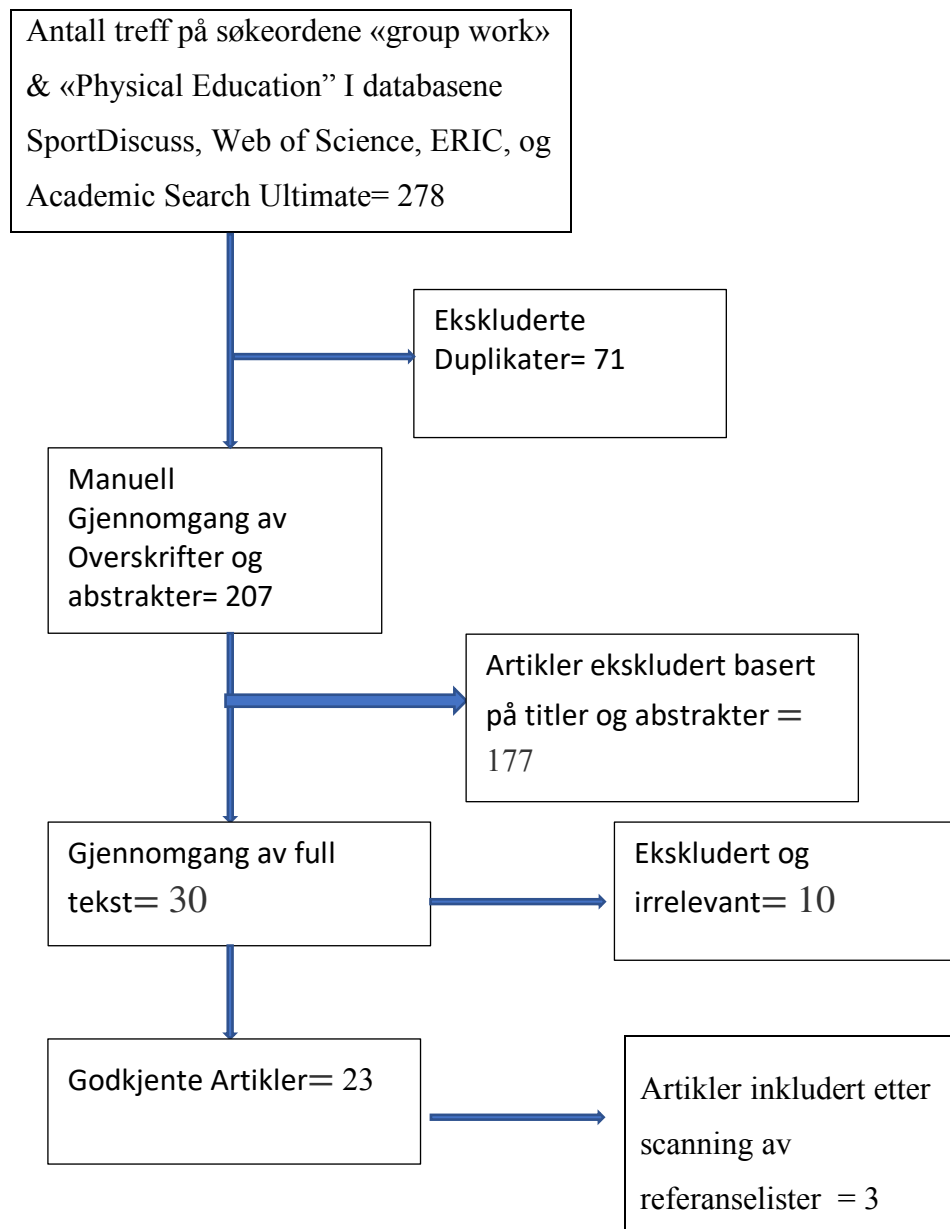 Antall treff på søkeordene «group work»
& «Physical Education” I databasene
SportDiscuss, Web of Science, ERIC, og
Academic Search Ultimate= 278
Ekskluderte
Duplikater= 71
Manuell
Gjennomgang av
Overskrifter og
abstrakter= 207
Artikler ekskludert basert
på titler og abstrakter =
177
Gjennomgang av full
tekst= 30
Ekskludert og
irrelevant= 10
Godkjente Artikler= 23
Artikler inkludert etter
scanning av
referanselister = 3